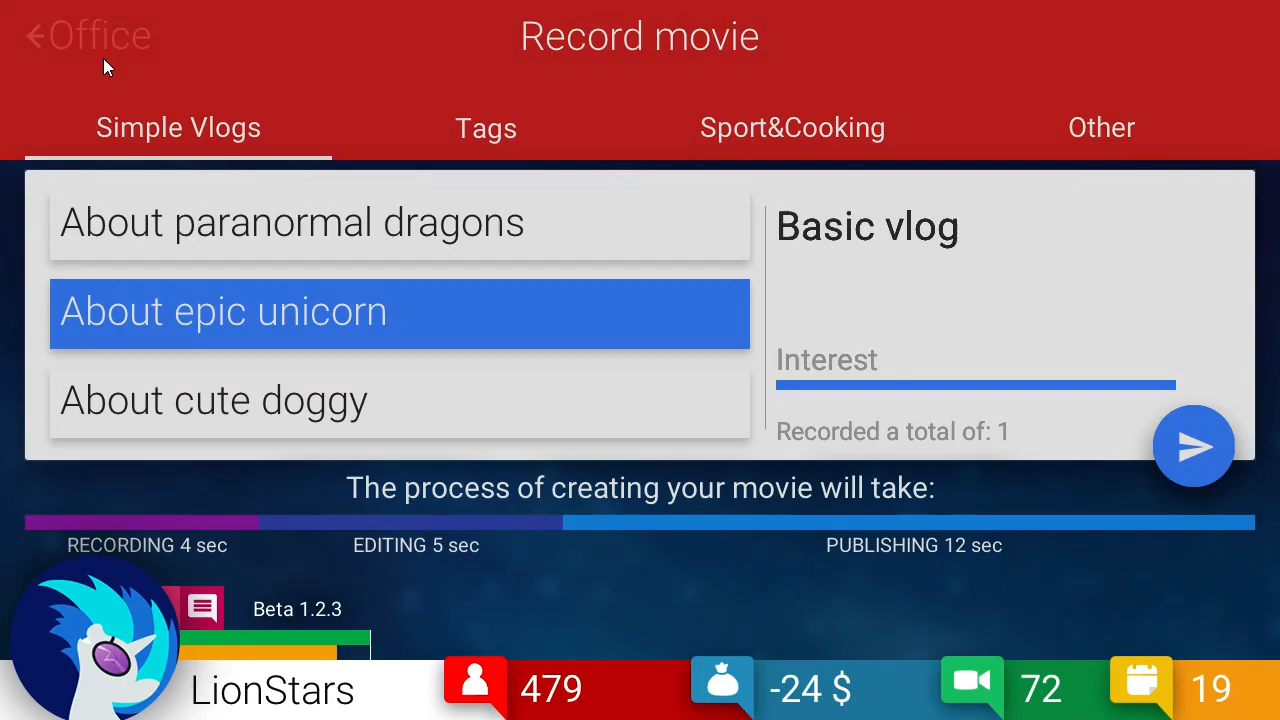 Office
Record movie
Simple Vlogs
Tags
Sport&Cooking
Other
About paranormal dragons
About epic unicorn
About cute doggy
Basic vlog
Interest
Recorded a total of: 1
The process of creating your movie will take:
RECORDING 4 sec
EDITING 5 sec
PUBLISHING 12 sec
Beta 1.2.3
LionStars
479
-24 $
72
19